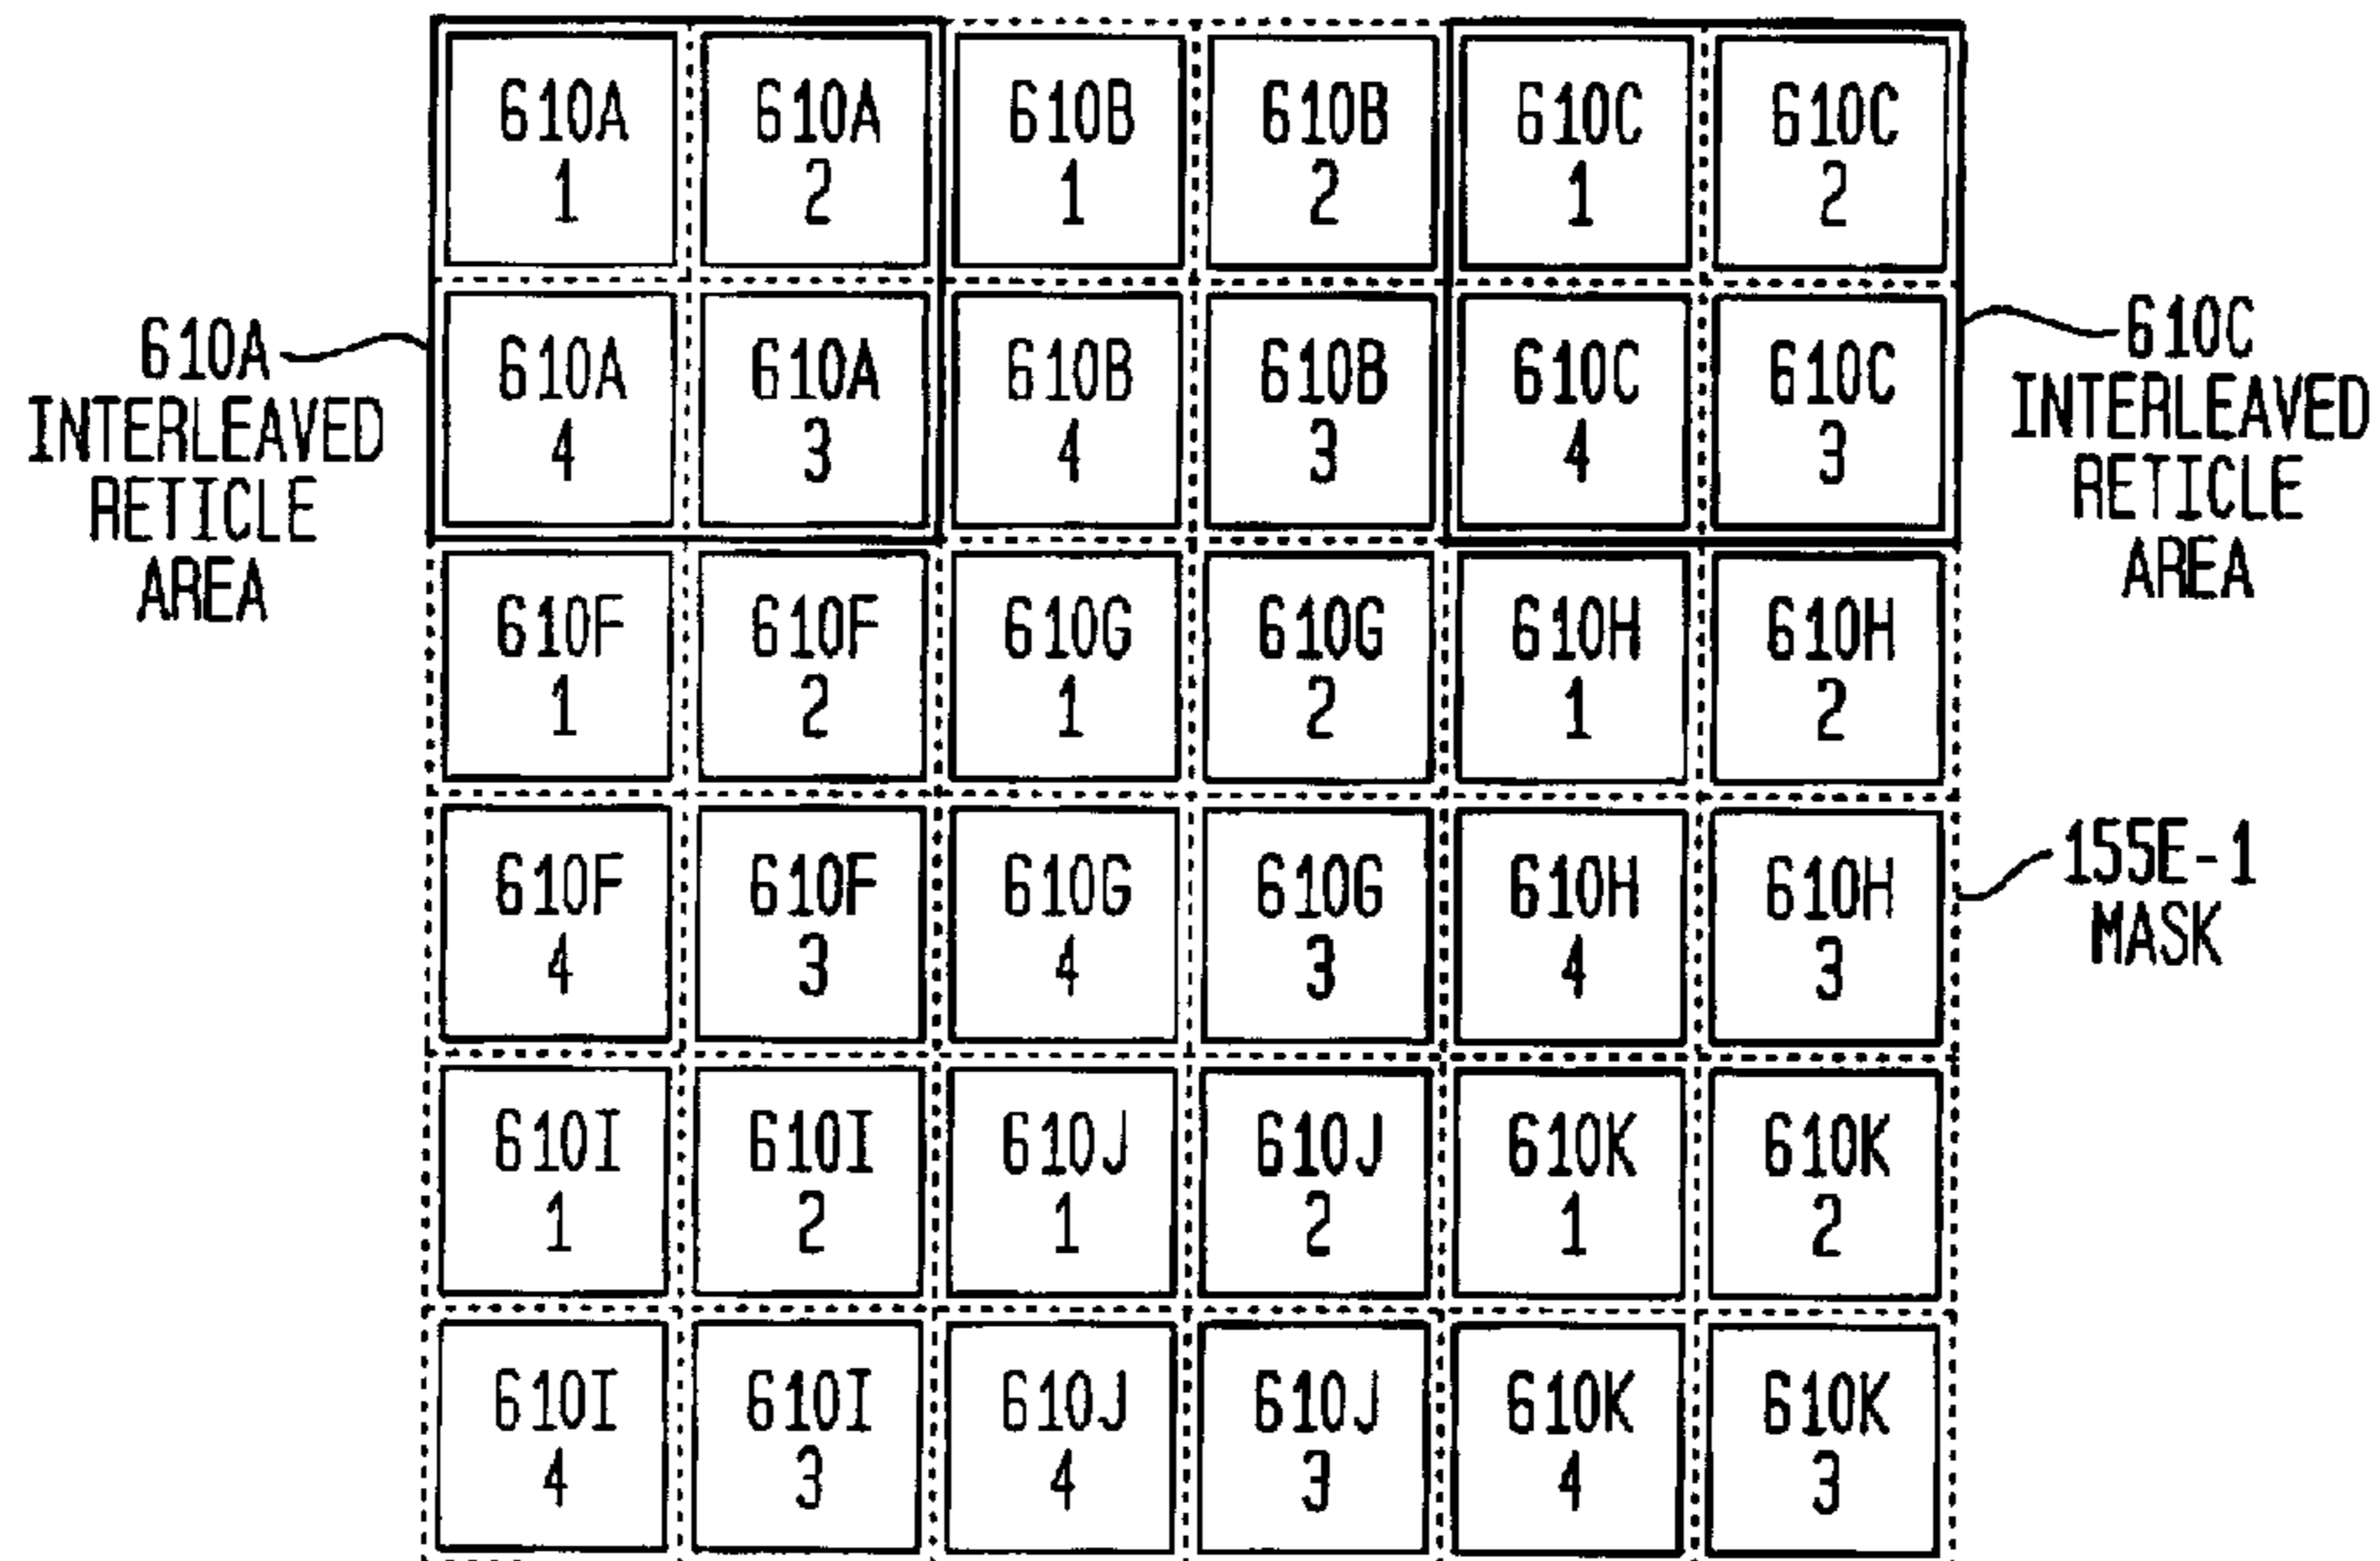 610A 610A 610B 610B 610C 610C
1 2 1 2 1 2
610A 610A 610B 610B 610C 610C
4 3 4 3 4 3
610A
INTERLEAVED
RETICLE
AREA
610C
INTERLEAVED
RETICLE
AREA
610F 610F 610G 610G 610H 610H
1 2 1 2 1 2
610F 610F 610G 610G 610H 610H
4 3 4 3 4 3
155E-1
MASK
610I 610I 610J 610J 610K 610K
1 2 1 2 1 2
610I 610I 610J 610J 610K 610K
4 3 4 3 4 3